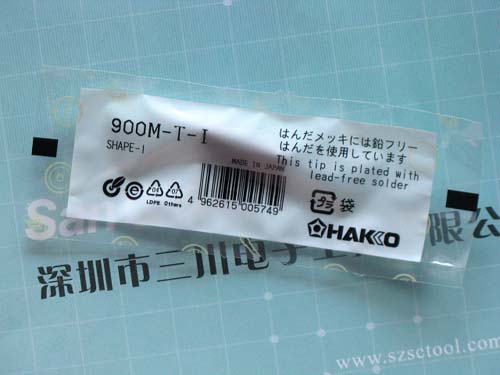 900M-T-I
SHAPE-I
はんだメッキには鉛フリー
はんだを使用しています
This tip is plated with
lead-free solder
MADE IN JAPAN
4 962615 005749
LDPE Others
プラ 袋
HAKKO
San
深圳市三川电子工
有限公
www.szsctool.com